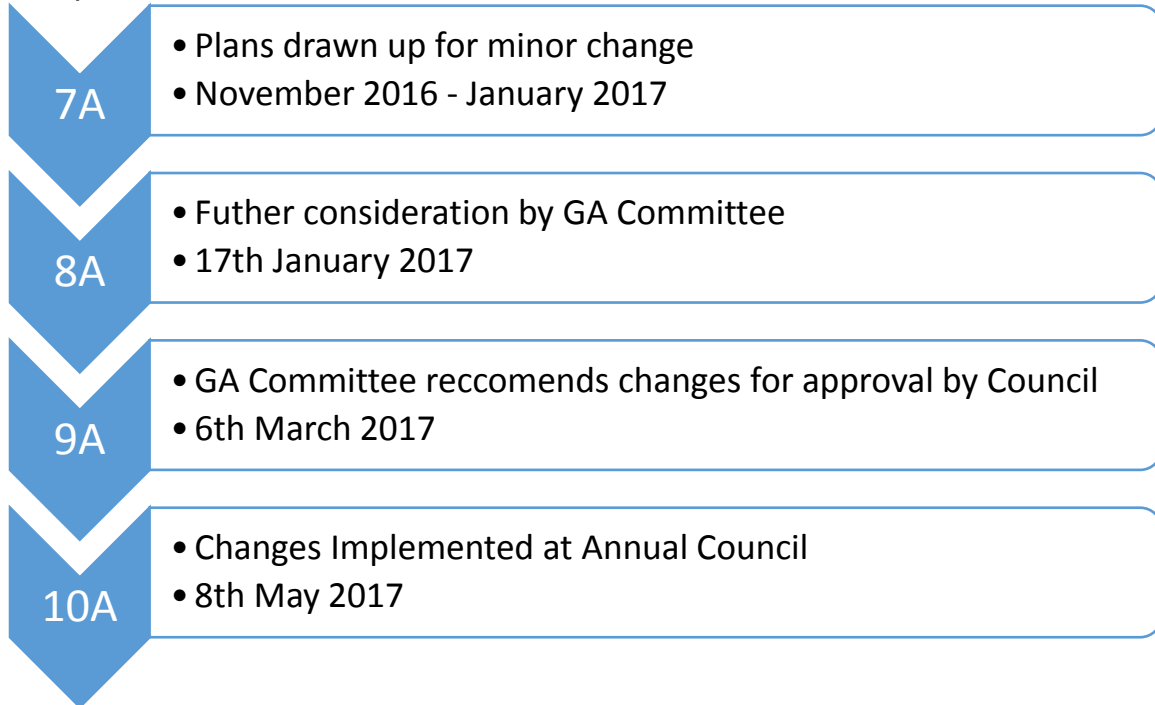 7A
• Plans drawn up for minor change
• November 2016 - January 2017
8A
• Futher consideration by GA Committee
• 17th January 2017
9A
• GA Committee reccomends changes for approval by Council
• 6th March 2017
10A
• Changes Implemented at Annual Council
• 8th May 2017